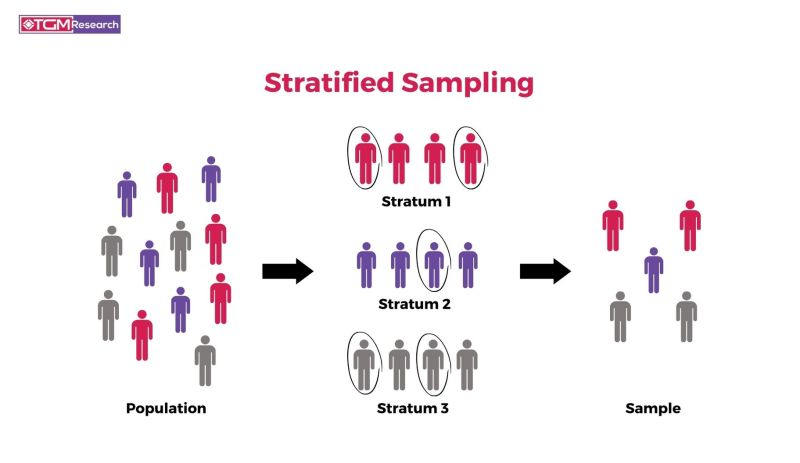 TGM Research
Stratified Sampling
Stratum 1
Stratum 2
Stratum 3
Population
Sample